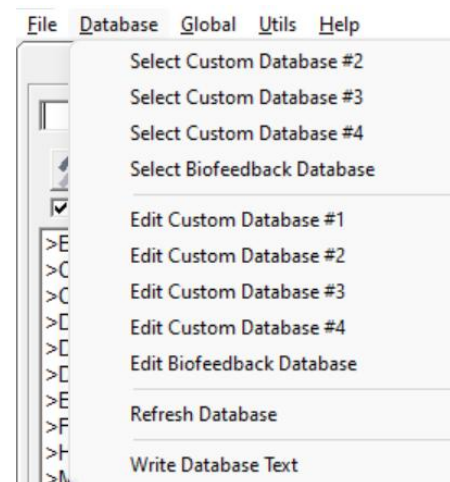 File Database Global Utils Help
Select Custom Database #2
Select Custom Database #3
Select Custom Database #4
Select Biofeedback Database
Edit Custom Database #1
Edit Custom Database #2
Edit Custom Database #3
Edit Custom Database #4
Edit Biofeedback Database
Refresh Database
Write Database Text